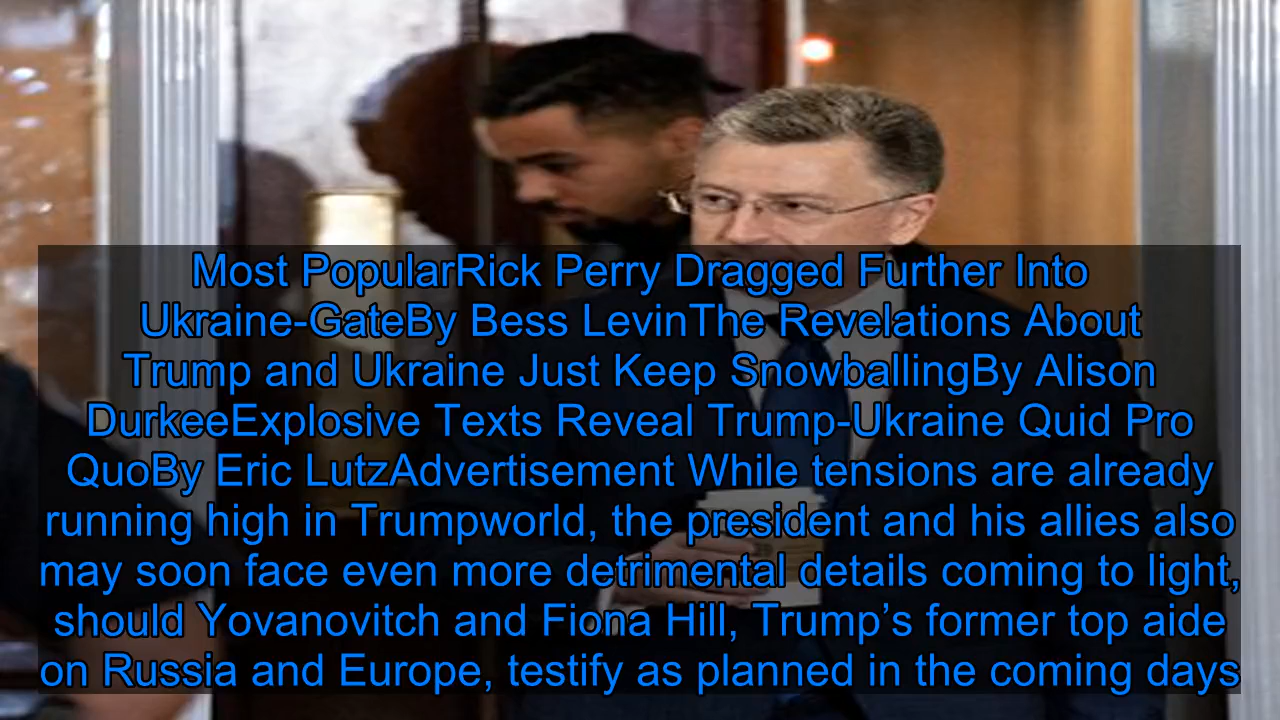 Most PopularRick Perry Dragged Further Into
Ukraine-GateBy Bess LevinThe Revelations About
Trump and Ukraine Just Keep SnowballingBy Alison
DurkeeExplosive Texts Reveal Trump-Ukraine Quid Pro
QuoBy Eric LutzAdvertisement While tensions are already
running high in Trumpworld, the president and his allies also
may soon face even more detrimental details coming to light,
should Yovanovitch and Fiona Hill, Trump’s former top aide
on Russia and Europe, testify as planned in the coming days